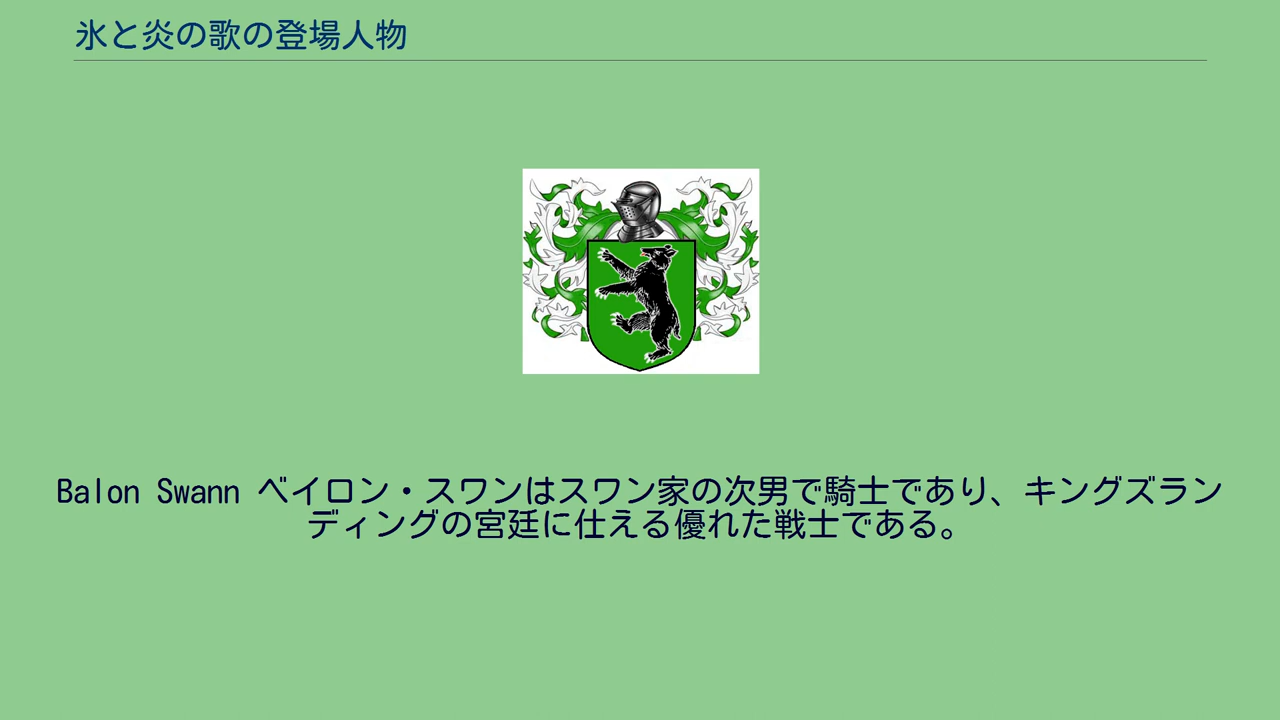 氷と炎の歌の登場人物
Balon Swann ベイロン・スワンはスワン家の次男で騎士であり、キングズラン
ディングの宮廷に仕える優れた戦士である。